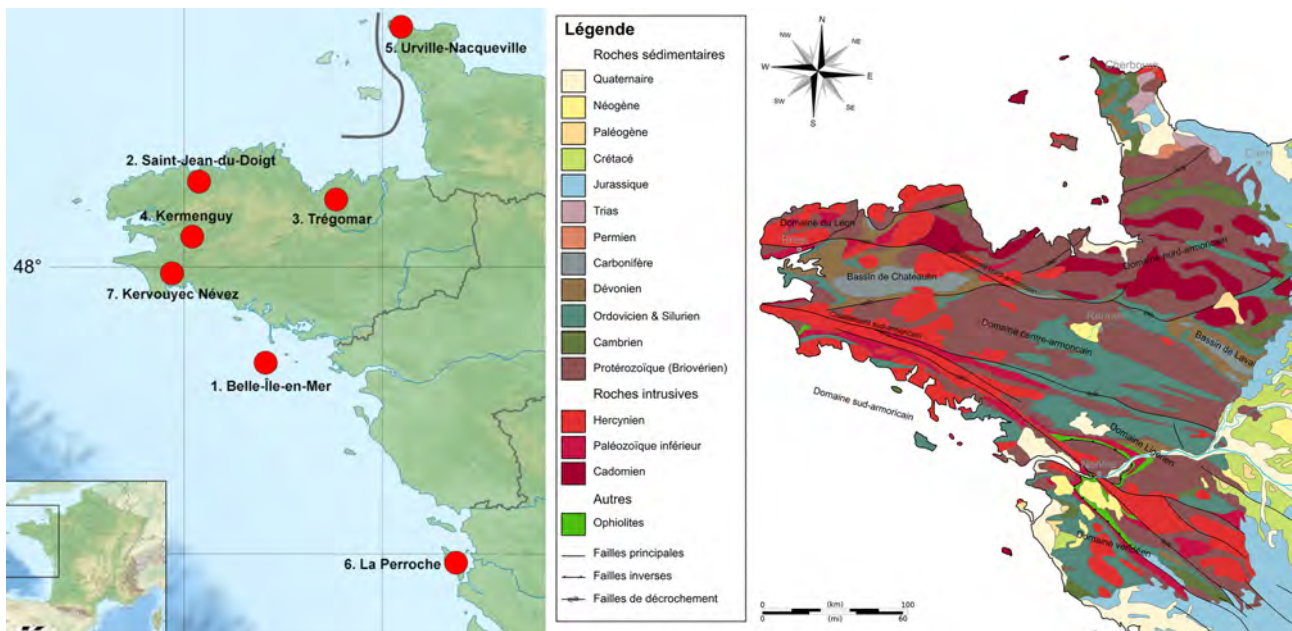 5. Urville-Nacqueville
2. Saint-Jean-du-Doigt
3. Trégomar
4. Kermenguy
48°
7. Kervouyec Névez
1. Belle-Île-en-Mer
6. La Perroche
Légende
Roches sédimentaires
Quaternaire
Néogène
Paléogène
Crétacé
Jurassique
Trias
Permien
Carbonifère
Dévonien
Ordovicien & Silurien
Cambrien
Protérozoïque (Briovérien)
Roches intrusives
Hercynien
Paléozoïque inférieur
Cadomien
Autres
Ophiolites
Failles principales
Failles inverses
Failles de décrochement
N
NW
NE
W
E
SW
SE
S
Cherbourg
Caen
Domaine du Léon
Brest
Bassin de Chateaulin
Domaine nord-armoricain
Rennes
Domaine centre-armoricain
Bassin de Laval
Domaine sud-armoricain
Domaine Ligérien
Nantes
Domaine vendéen
0 (km) 100
0 (mi) 60